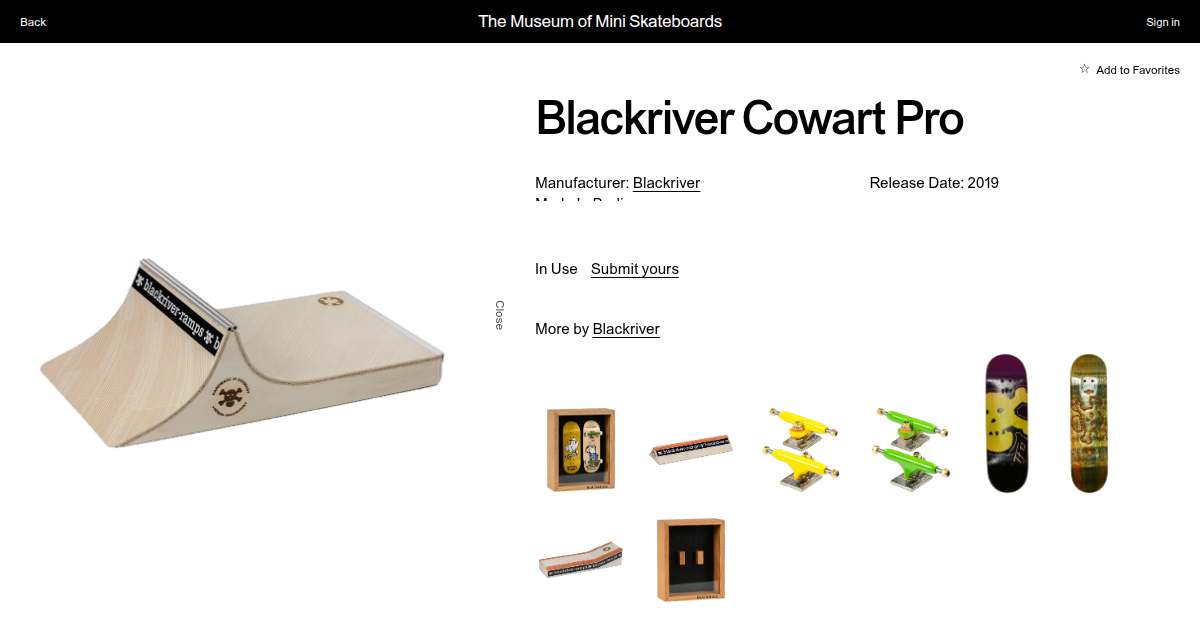 Back
The Museum of Mini Skateboards
Sign in
☆ Add to Favorites
Blackriver Cowart Pro
Manufacturer: Blackriver
Release Date: 2019
In Use Submit yours
Close
More by Blackriver
blackriver-ramps b